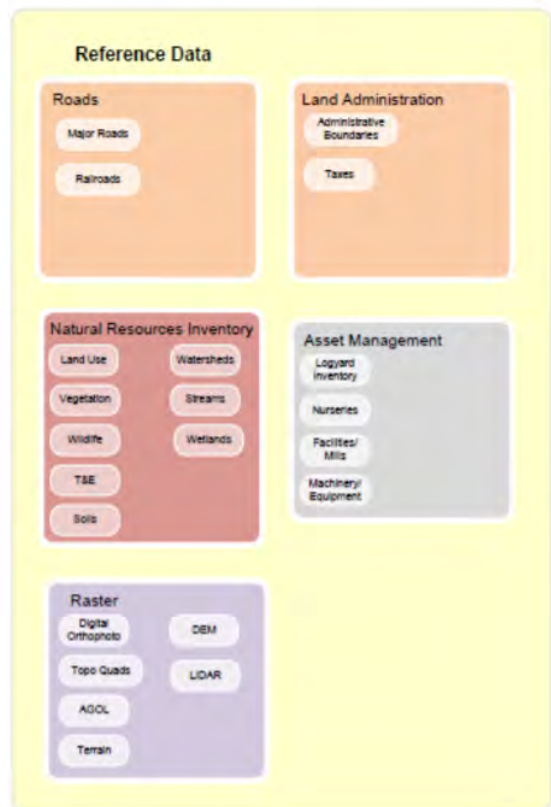 Reference Data
Roads
Major Roads
Railroads
Land Administration
Administrative
Boundaries
Taxes
Natural Resources Inventory
Land Use
Vegetation
Wildlife
T&E
Soils
Watersheds
Streams
Wetlands
Asset Management
Logyard
Inventory
Nurseries
Facilities/
Mills
Machinery/
Equipment
Raster
Digital
Orthophoto
Topo Quads
AGOL
Terrain
DEM
LIDAR